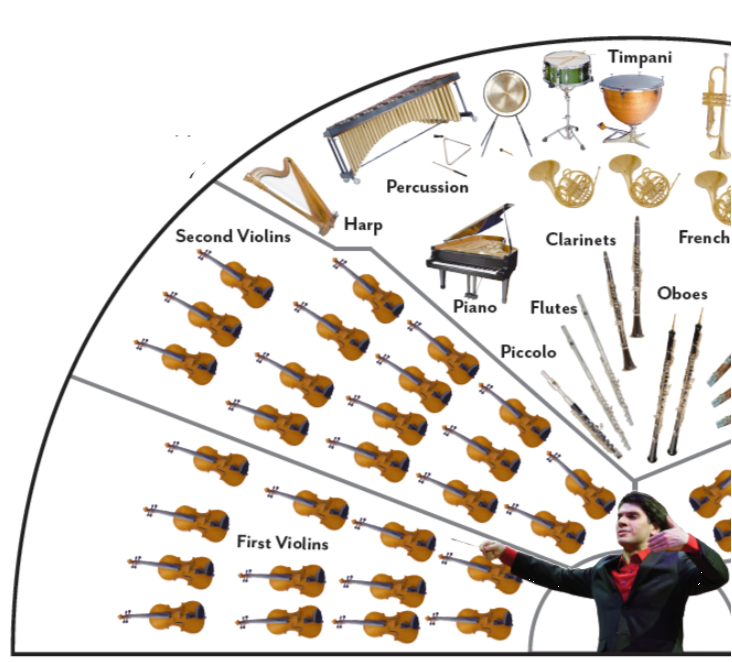 Timpani
Percussion
Harp
Second Violins
Clarinets
French
Piano
Flutes
Oboes
Piccolo
First Violins